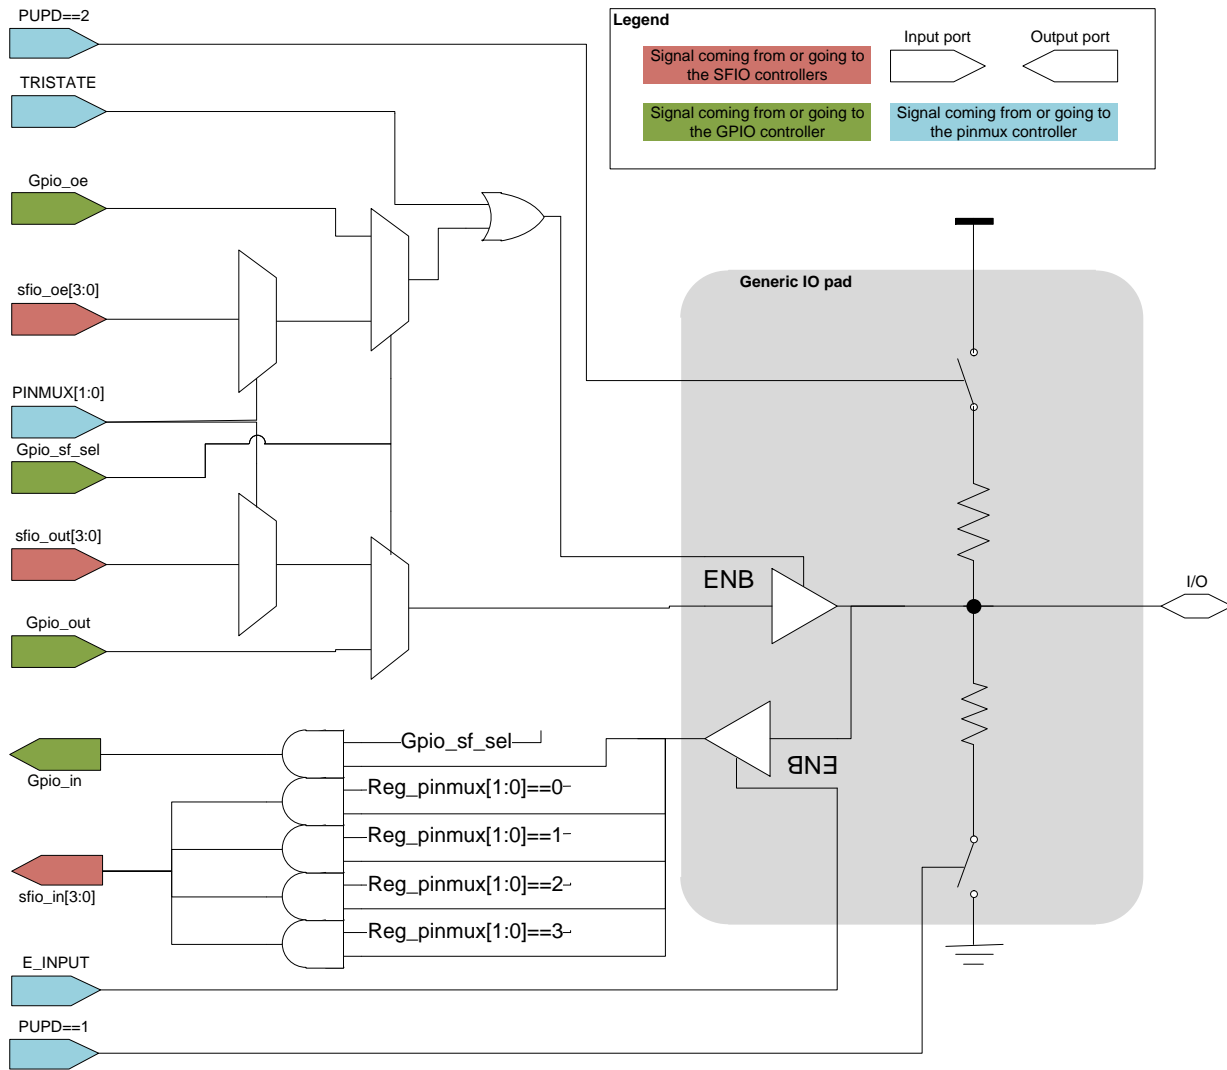 PUPD==2
Legend
Signal coming from or going to
the SFIO controllers
Input port
Output port
Signal coming from or going to
the GPIO controller
Signal coming from or going to
the pinmux controller
TRISTATE
Gpio_oe
Generic IO pad
sfio_oe[3:0]
PINMUX[1:0]
Gpio_sf_sel
sfio_out[3:0]
ENB
I/O
Gpio_out
Gpio_sf_sel
ENB
Gpio_in
Reg_pinmux[1:0]==0
Reg_pinmux[1:0]==1
Reg_pinmux[1:0]==2
sfio_in[3:0]
Reg_pinmux[1:0]==3
E_INPUT
PUPD==1